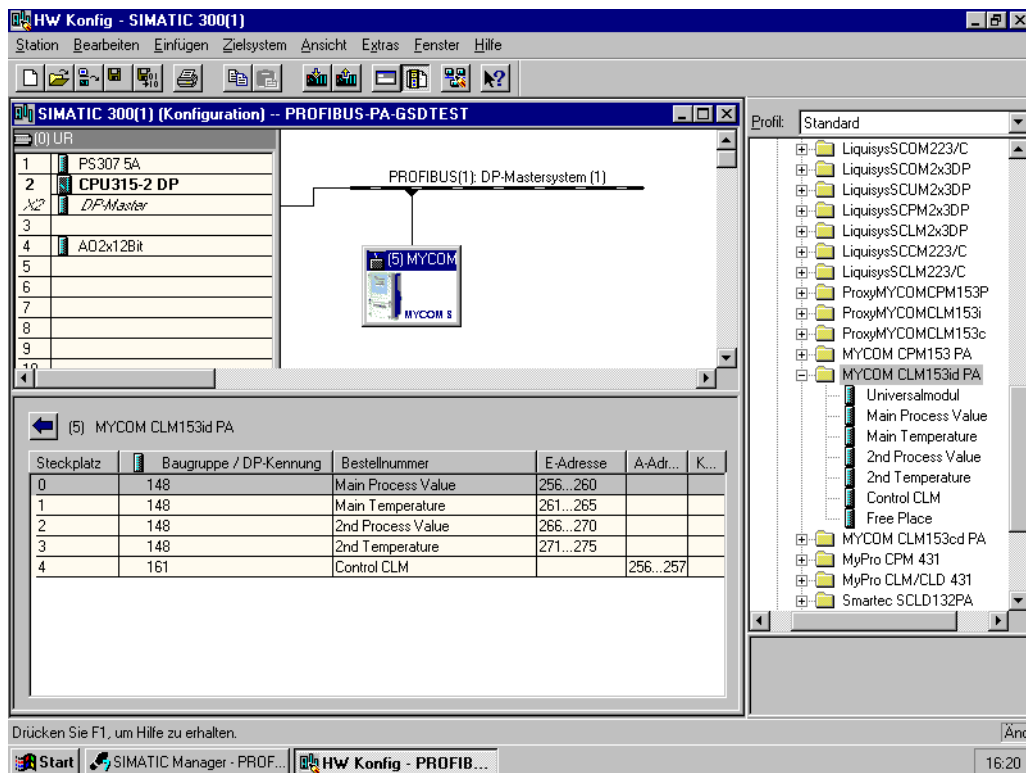 HW Konfig - SIMATIC 300(1)
Station Bearbeiten Einfügen Zielsystem Ansicht Extras Fenster Hilfe
SIMATIC 300(1) (Konfiguration) -- PROFIBUS-PA-GSDTEST
(0) UR
1 PS307 5A
2 CPU315-2 DP
X2 DP-Master
3
4 AO2x12Bit
5
6
7
8
9
10
PROFIBUS(1): DP-Mastersystem (1)
(5) MYCOM
MYCOM S
Profil: Standard
LiquisysSCOM223/C
LiquisysSCOM2x3DP
LiquisysSCUM2x3DP
LiquisysSCPM2x3DP
LiquisysSCLM2x3DP
LiquisysSCCM223/C
LiquisysSCLM223/C
ProxyMYCOMCPM153P
ProxyMYCOMCLM153i
ProxyMYCOMCLM153c
MYCOM CPM153 PA
MYCOM CLM153id PA
Universalmodul
Main Process Value
Main Temperature
2nd Process Value
2nd Temperature
Control CLM
Free Place
MYCOM CLM153cd PA
MyPro CPM 431
MyPro CLM/CLD 431
Smartec SCLD132PA
(5) MYCOM CLM153id PA
Steckplatz Baugruppe / DP-Kennung Bestellnummer E-Adresse A-Adr... K...
0 148 Main Process Value 256...260
1 148 Main Temperature 261...265
2 148 2nd Process Value 266...270
3 148 2nd Temperature 271...275
4 161 Control CLM 256...257
Drücken Sie F1, um Hilfe zu erhalten.
Änd
Start SIMATIC Manager - PROF... HW Konfig - PROFIB... 16:20